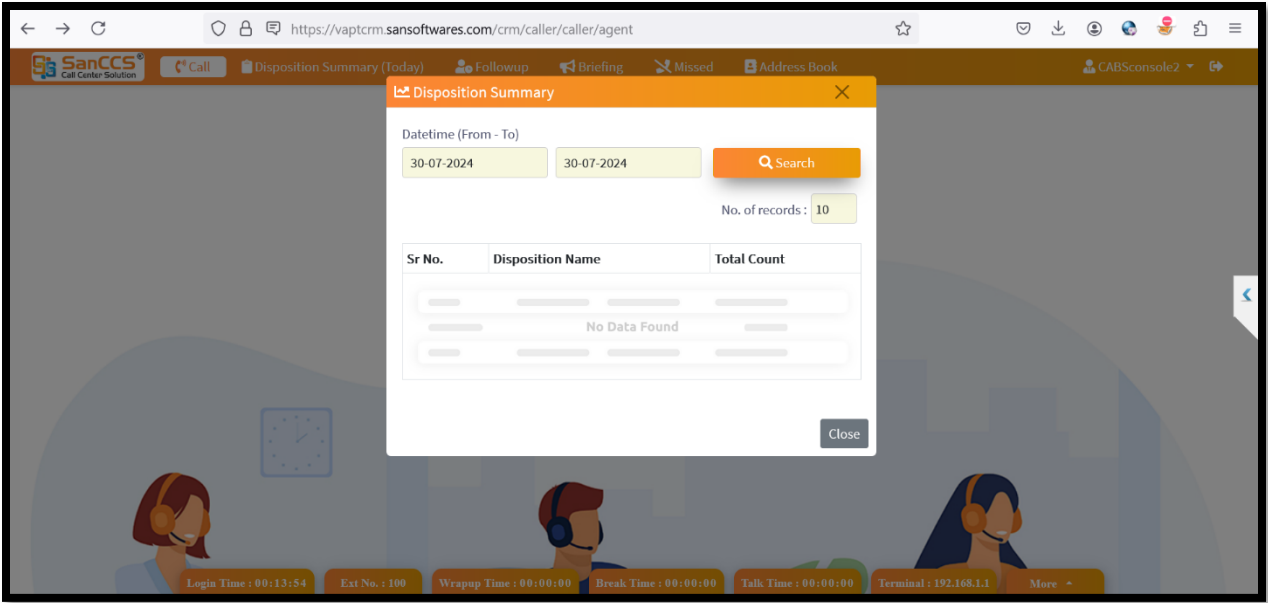 https://vaptcrm.sansoftwares.com/crm/caller/caller/agent
SanCCS®
Call Center Solution
Call
Disposition Summary (Today)
Followup
Briefing
Missed
Address Book
CABSconsole2
Disposition Summary
Datetime (From - To)
30-07-2024 30-07-2024 Search
No. of records : 10
Sr No. Disposition Name Total Count
No Data Found
Close
Login Time : 00:13:54 Ext No. : 100 Wrapup Time : 00:00:00 Break Time : 00:00:00 Talk Time : 00:00:00 Terminal : 192.168.1.1 More